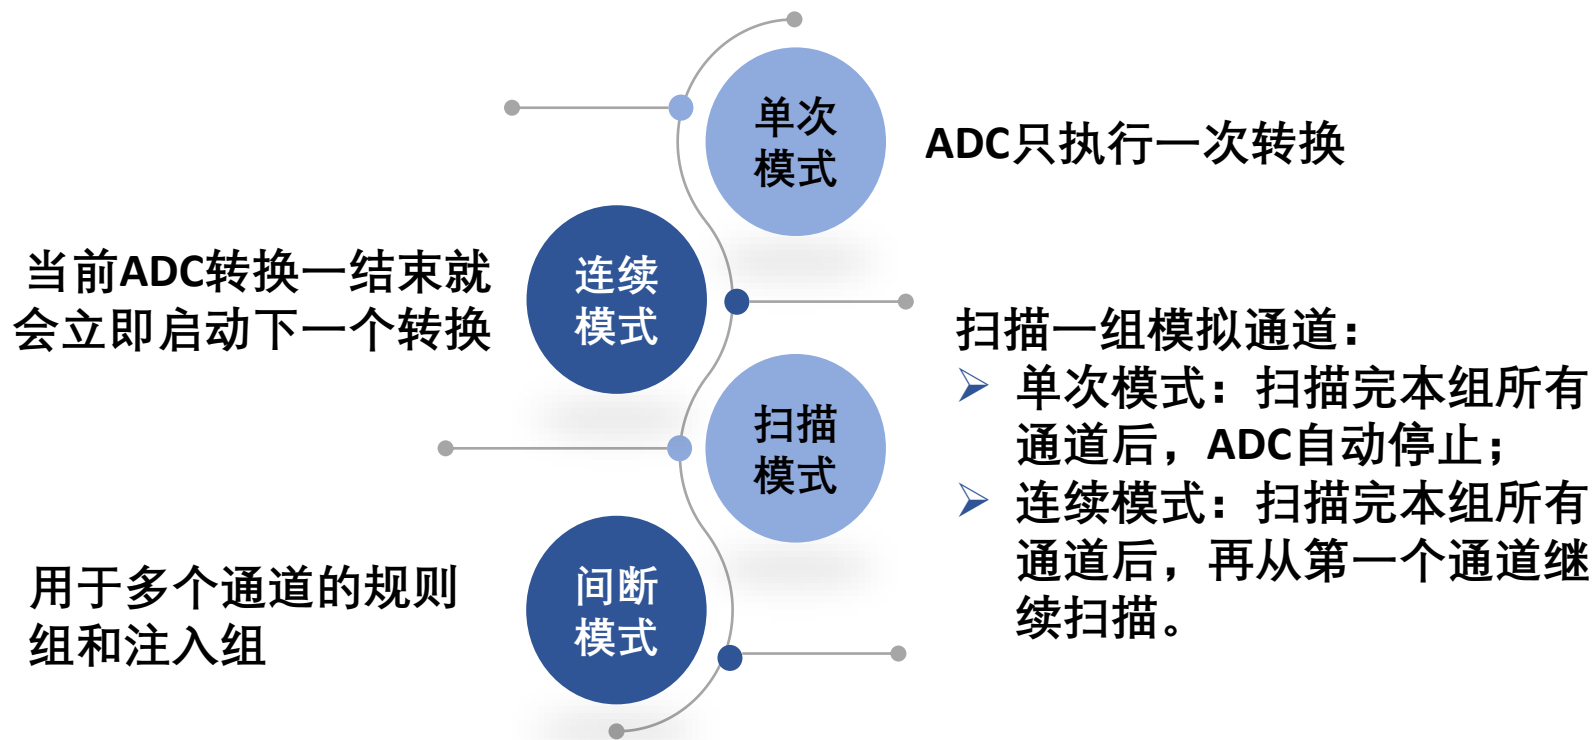 单次
模式
ADC只执行一次转换
当前ADC转换一结束就
会立即启动下一个转换
连续
模式
扫描
模式
扫描一组模拟通道：
➢ 单次模式：扫描完本组所有
通道后，ADC自动停止；
➢ 连续模式：扫描完本组所有
通道后，再从第一个通道继
续扫描。
用于多个通道的规则
组和注入组
间断
模式